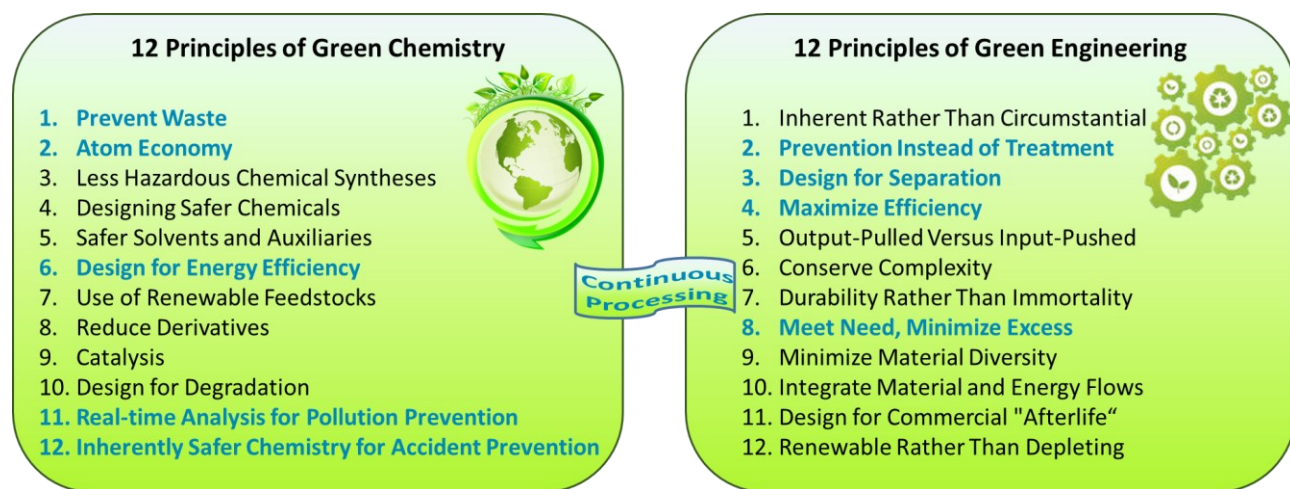 12 Principles of Green Chemistry
1. Prevent Waste
2. Atom Economy
3. Less Hazardous Chemical Syntheses
4. Designing Safer Chemicals
5. Safer Solvents and Auxiliaries
6. Design for Energy Efficiency
7. Use of Renewable Feedstocks
8. Reduce Derivatives
9. Catalysis
10. Design for Degradation
11. Real-time Analysis for Pollution Prevention
12. Inherently Safer Chemistry for Accident Prevention
Continuous
Processing
12 Principles of Green Engineering
1. Inherent Rather Than Circumstantial
2. Prevention Instead of Treatment
3. Design for Separation
4. Maximize Efficiency
5. Output-Pulled Versus Input-Pushed
6. Conserve Complexity
7. Durability Rather Than Immortality
8. Meet Need, Minimize Excess
9. Minimize Material Diversity
10. Integrate Material and Energy Flows
11. Design for Commercial "Afterlife“
12. Renewable Rather Than Depleting